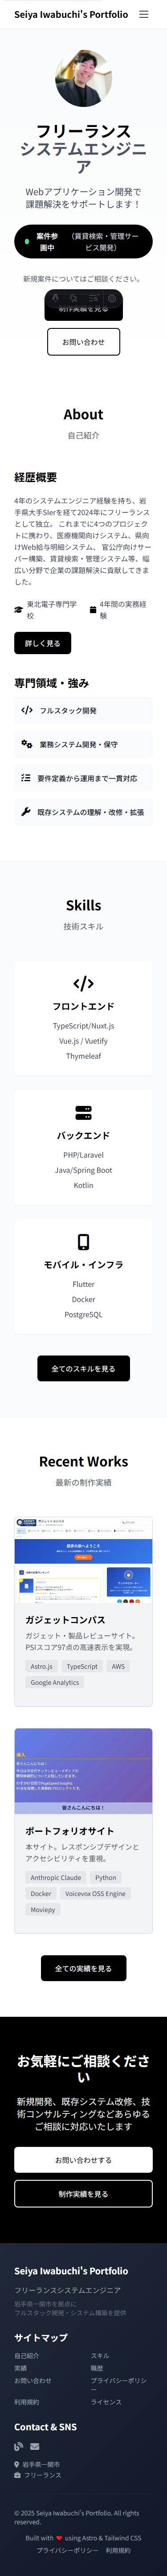 Seiya Iwabuchi's Portfolio
フリーランス
システムエンジニ
ア
Webアプリケーション開発で
課題解決をサポートします！
案件参
画中
（賃貸検索・管理サー
ビス開発）
新規案件についてはご相談ください。
制作実績を見る
お問い合わせ
About
自己紹介
経歴概要
4年のシステムエンジニア経験を持ち、岩
手県大手SIerを経て2024年にフリーランス
として独立。 これまでに4つのプロジェク
トに携わり、医療機関向けシステム、県庁向
けWeb給与明細システム、 官公庁向けサー
バー構築、賃貸検索・管理システム等、幅
広い分野で企業の課題解決に貢献してきま
した。
東北電子専門学
校
4年間の実務経
験
詳しく見る
専門領域・強み
フルスタック開発
業務システム開発・保守
要件定義から運用まで一貫対応
既存システムの理解・改修・拡張
Skills
技術スキル
フロントエンド
TypeScript/Nuxt.js
Vue.js / Vuetify
Thymeleaf
バックエンド
PHP/Laravel
Java/Spring Boot
Kotlin
モバイル・インフラ
Flutter
Docker
PostgreSQL
全てのスキルを見る
Recent Works
最新の制作実績
ガジェットコンパス
ガジェットコンパス
ガジェット・製品レビューサイト。
PSIスコア97点の高速表示を実現。
Astro.js
TypeScript
AWS
Google Analytics
導入
皆さんこんにちは！
ポートフォリオサイト
本サイト。レスポンシブデザインと
アクセシビリティを重視。
Anthropic Claude
Python
Docker
Voicevox OSS Engine
Moviepy
全ての実績を見る
お気軽にご相談くださ
い
新規開発、既存システム改修、技
術コンサルティングなどあらゆる
ご相談に対応いたします
お問い合わせする
制作実績を見る
Seiya Iwabuchi's Portfolio
フリーランスシステムエンジニア
岩手県一関市を拠点に
フルスタック開発・システム構築を提供
サイトマップ
自己紹介
スキル
実績
職歴
お問い合わせ
プライバシーポリシ
ー
利用規約
ライセンス
Contact & SNS
岩手県一関市
フリーランス
© 2025 Seiya Iwabuchi's Portfolio. All rights
reserved.
Built with ❤ using Astro & Tailwind CSS
プライバシーポリシー
利用規約